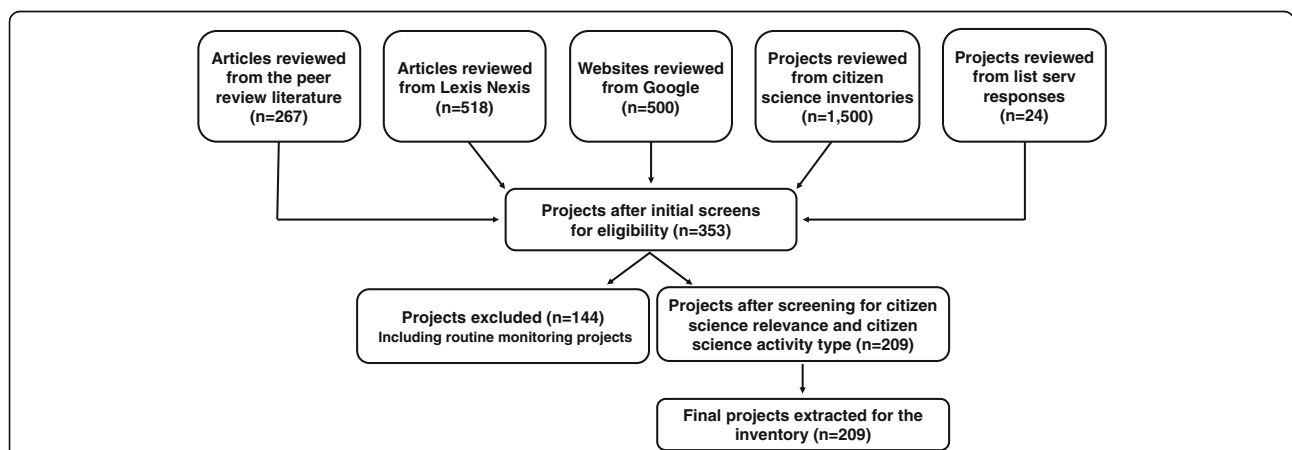 Articles reviewed
from the peer
review literature
(n=267)
Articles reviewed
from Lexis Nexis
(n=518)
Websites reviewed
from Google
(n=500)
Projects reviewed
from citizen
science inventories
(n=1,500)
Projects reviewed
from list serv
responses
(n=24)
Projects after initial screens
for eligibility (n=353)
Projects excluded (n=144)
Including routine monitoring projects
Projects after screening for citizen
science relevance and citizen
science activity type (n=209)
Final projects extracted for the
inventory (n=209)